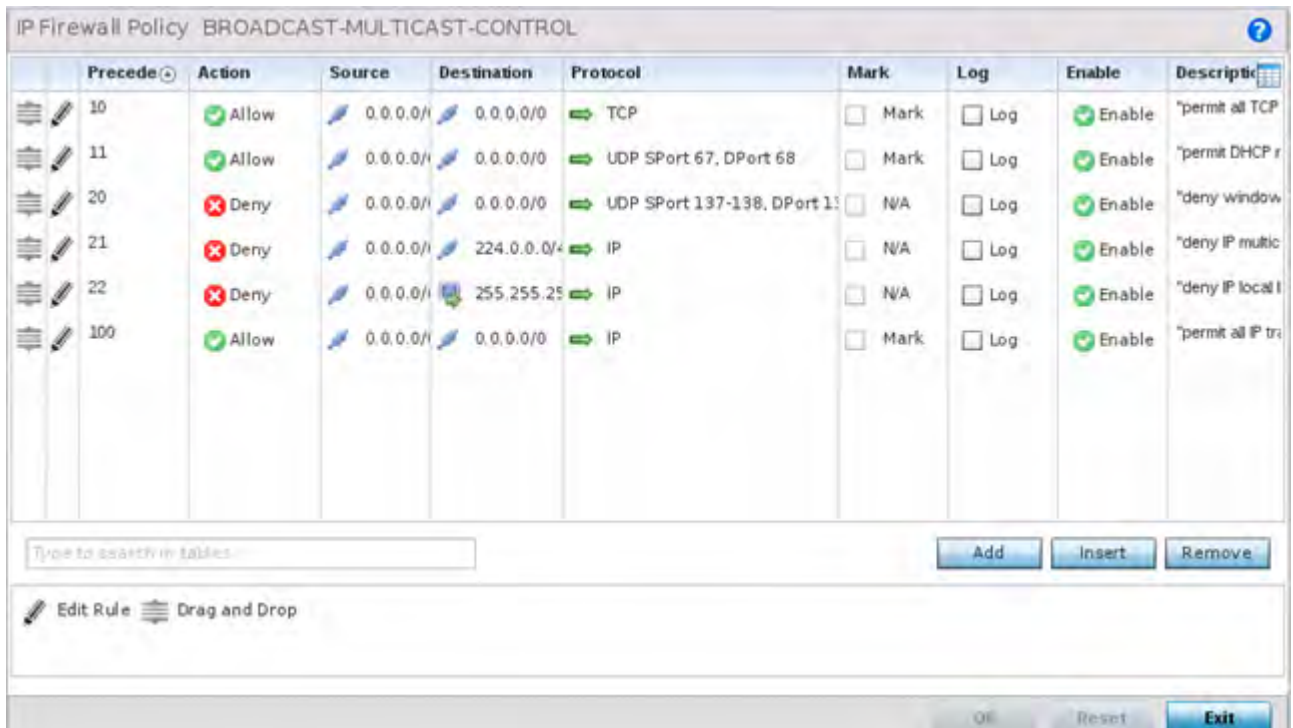 IP Firewall Policy BROADCAST-MULTICAST-CONTROL
Precede Action Source Destination Protocol Mark Log Enable Descriptic
10 Allow 0.0.0.0/ 0.0.0.0/0 TCP Mark Log Enable "permit all TCP
11 Allow 0.0.0.0/ 0.0.0.0/0 UDP SPort 67, DPort 68 Mark Log Enable "permit DHCP r
20 Deny 0.0.0.0/ 0.0.0.0/0 UDP SPort 137-138, DPort 13 N/A Log Enable "deny window
21 Deny 0.0.0.0/ 224.0.0.0/4 IP N/A Log Enable "deny IP multic
22 Deny 0.0.0.0/ 255.255.25 IP N/A Log Enable "deny IP local
100 Allow 0.0.0.0/ 0.0.0.0/0 IP Mark Log Enable "permit all IP tra
Type to search in tables
Add Insert Remove
Edit Rule Drag and Drop
OK Reset Exit